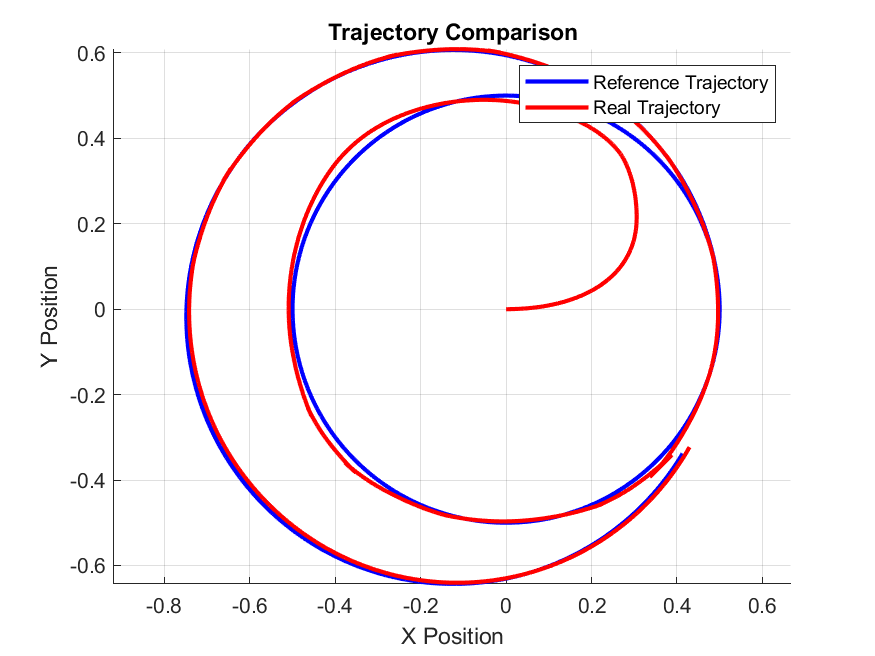 Trajectory Comparison
Reference Trajectory
Real Trajectory
Y Position
0.6
0.4
0.2
0
-0.2
-0.4
-0.6
-0.8 -0.6 -0.4 -0.2 0 0.2 0.4 0.6
X Position